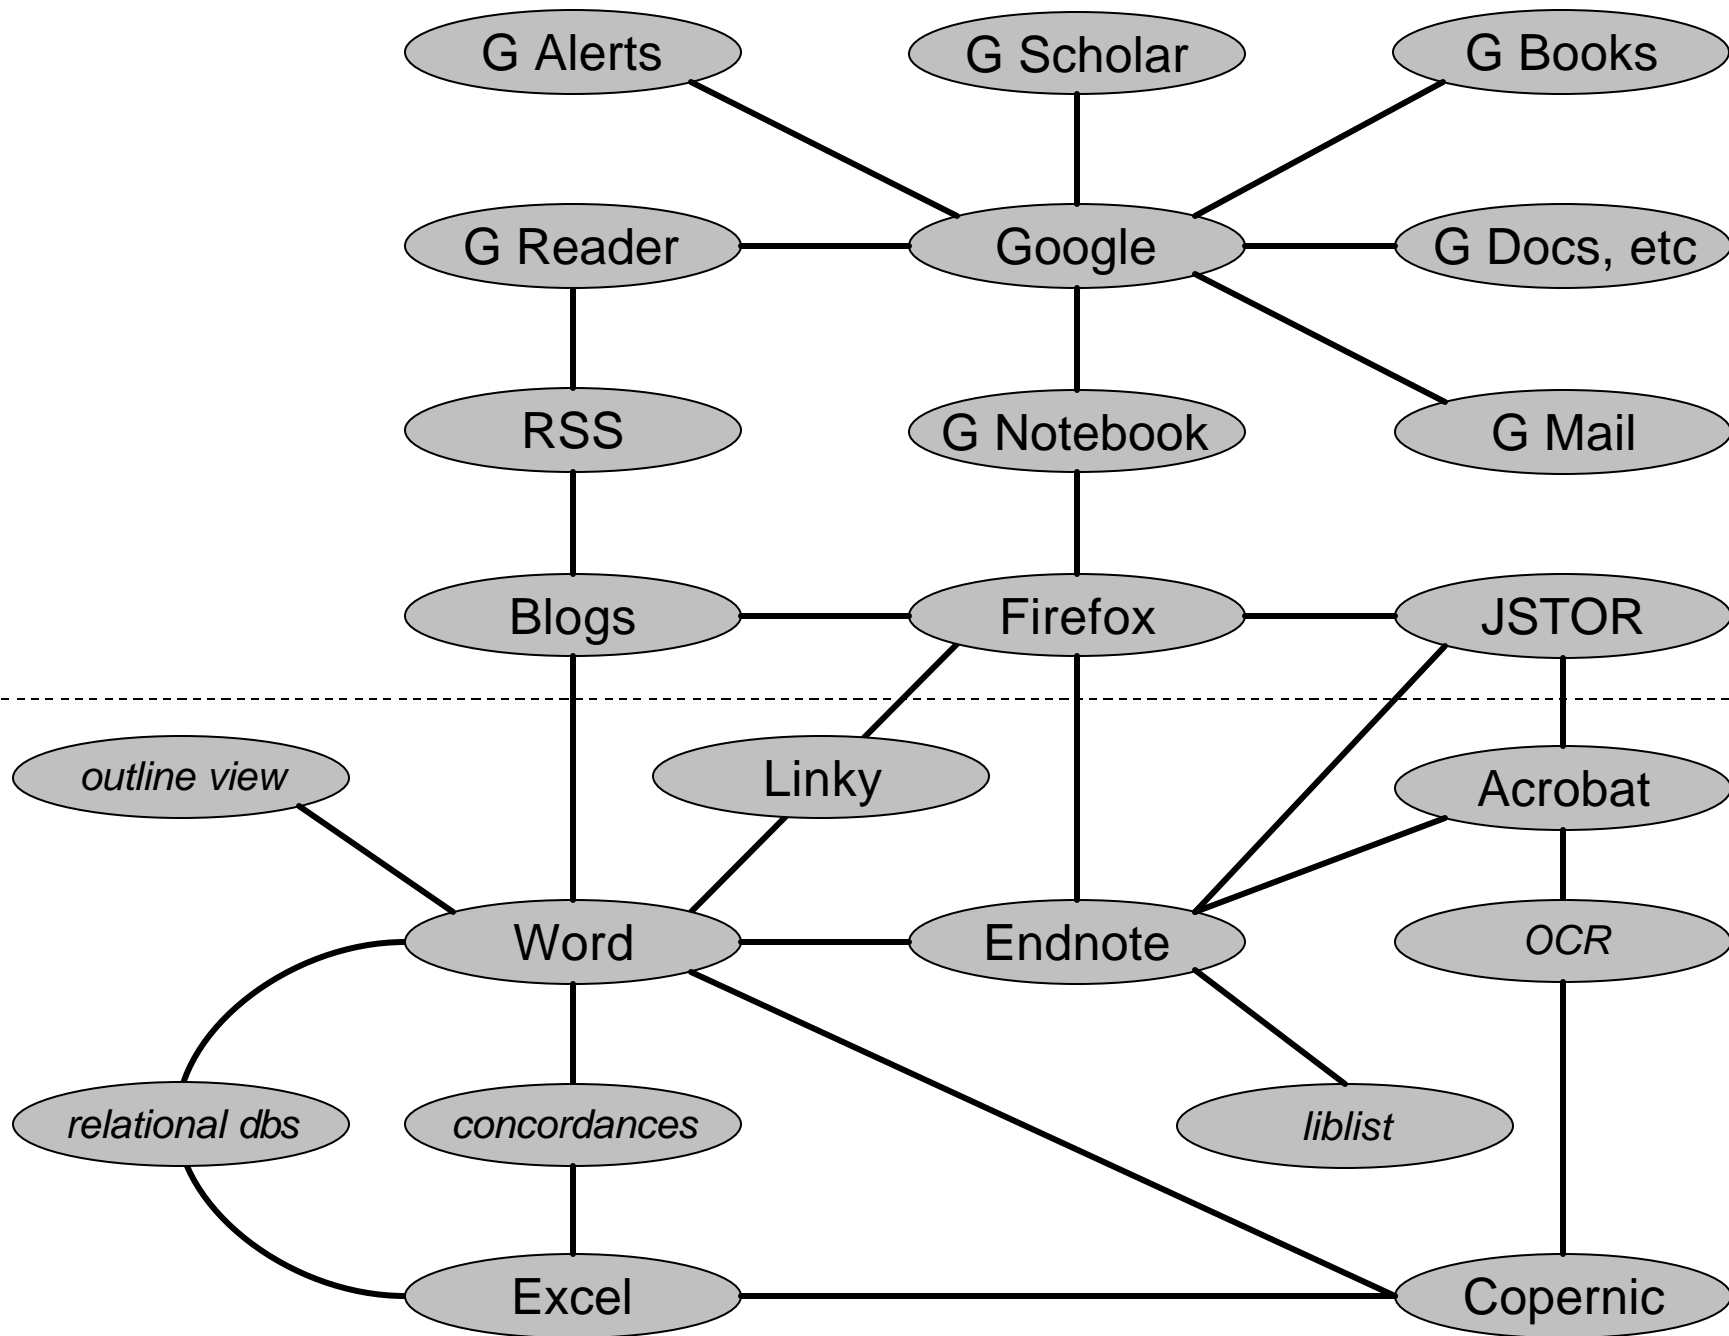 G Alerts
G Scholar
G Books
G Reader
Google
G Docs, etc
RSS
G Notebook
G Mail
Blogs
Firefox
JSTOR
outline view
Linky
Acrobat
Word
Endnote
OCR
relational dbs
concordances
liblist
Excel
Copernic